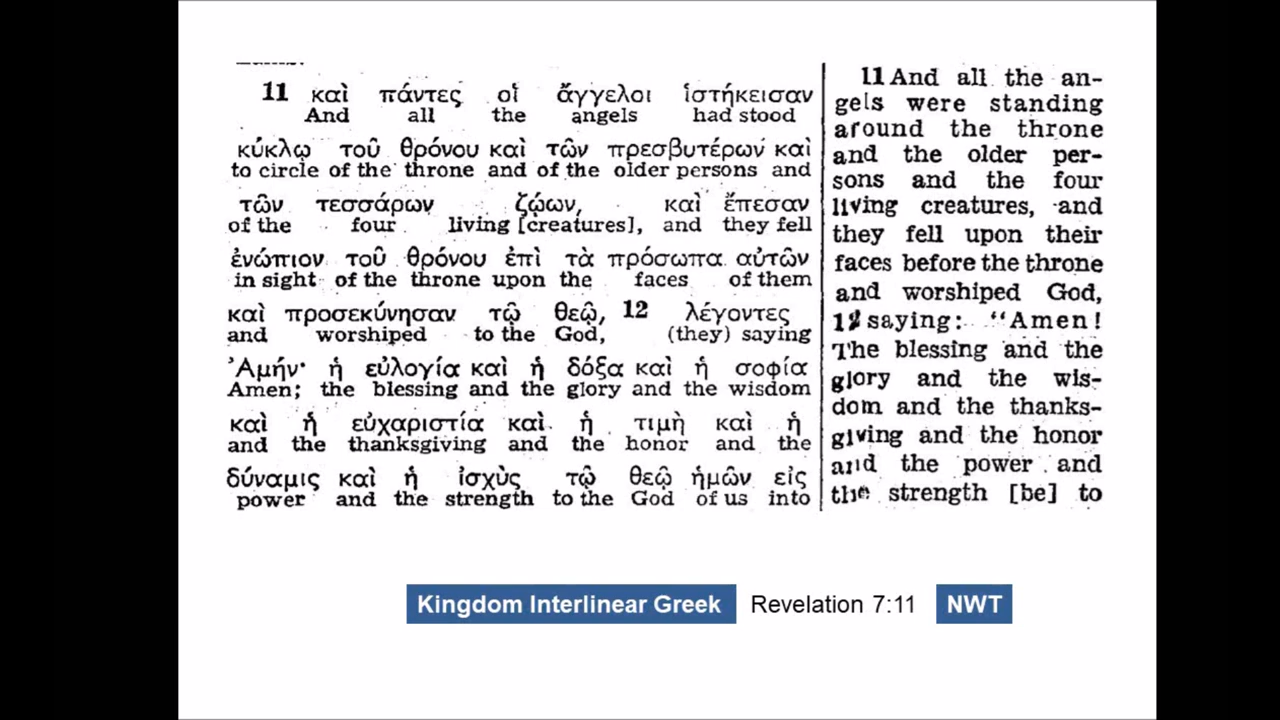 11 καὶ πάντες οἱ ἄγγελοι ἱστήκεισαν
And all the angels had stood
κύκλῳ τοῦ θρόνου καὶ τῶν πρεσβυτέρων καὶ
to circle of the throne and of the older persons and
τῶν τεσσάρων ζῴων, καὶ ἔπεσαν
of the four living [creatures], and they fell
ἐνώπιον τοῦ θρόνου ἐπὶ τὰ πρόσωπα αὐτῶν
in sight of the throne upon the faces of them
καὶ προσεκύνησαν τῷ θεῷ, 12 λέγοντες
and worshiped to the God, (they) saying
Ἀμήν· ἡ εὐλογία καὶ ἡ δόξα καὶ ἡ σοφία
Amen; the blessing and the glory and the wisdom
καὶ ἡ εὐχαριστία καὶ ἡ τιμὴ καὶ ἡ
and the thanksgiving and the honor and the
δύναμις καὶ ἡ ἰσχὺς τῷ θεῷ ἡμῶν εἰς
power and the strength to the God of us into
11 And all the an-
gels were standing
around the throne
and the older per-
sons and the four
living creatures, and
they fell upon their
faces before the throne
and worshiped God,
12 saying: "Amen!
The blessing and the
glory and the wis-
dom and the thanks-
giving and the honor
and the power and
the strength [be] to
Kingdom Interlinear Greek Revelation 7:11 NWT